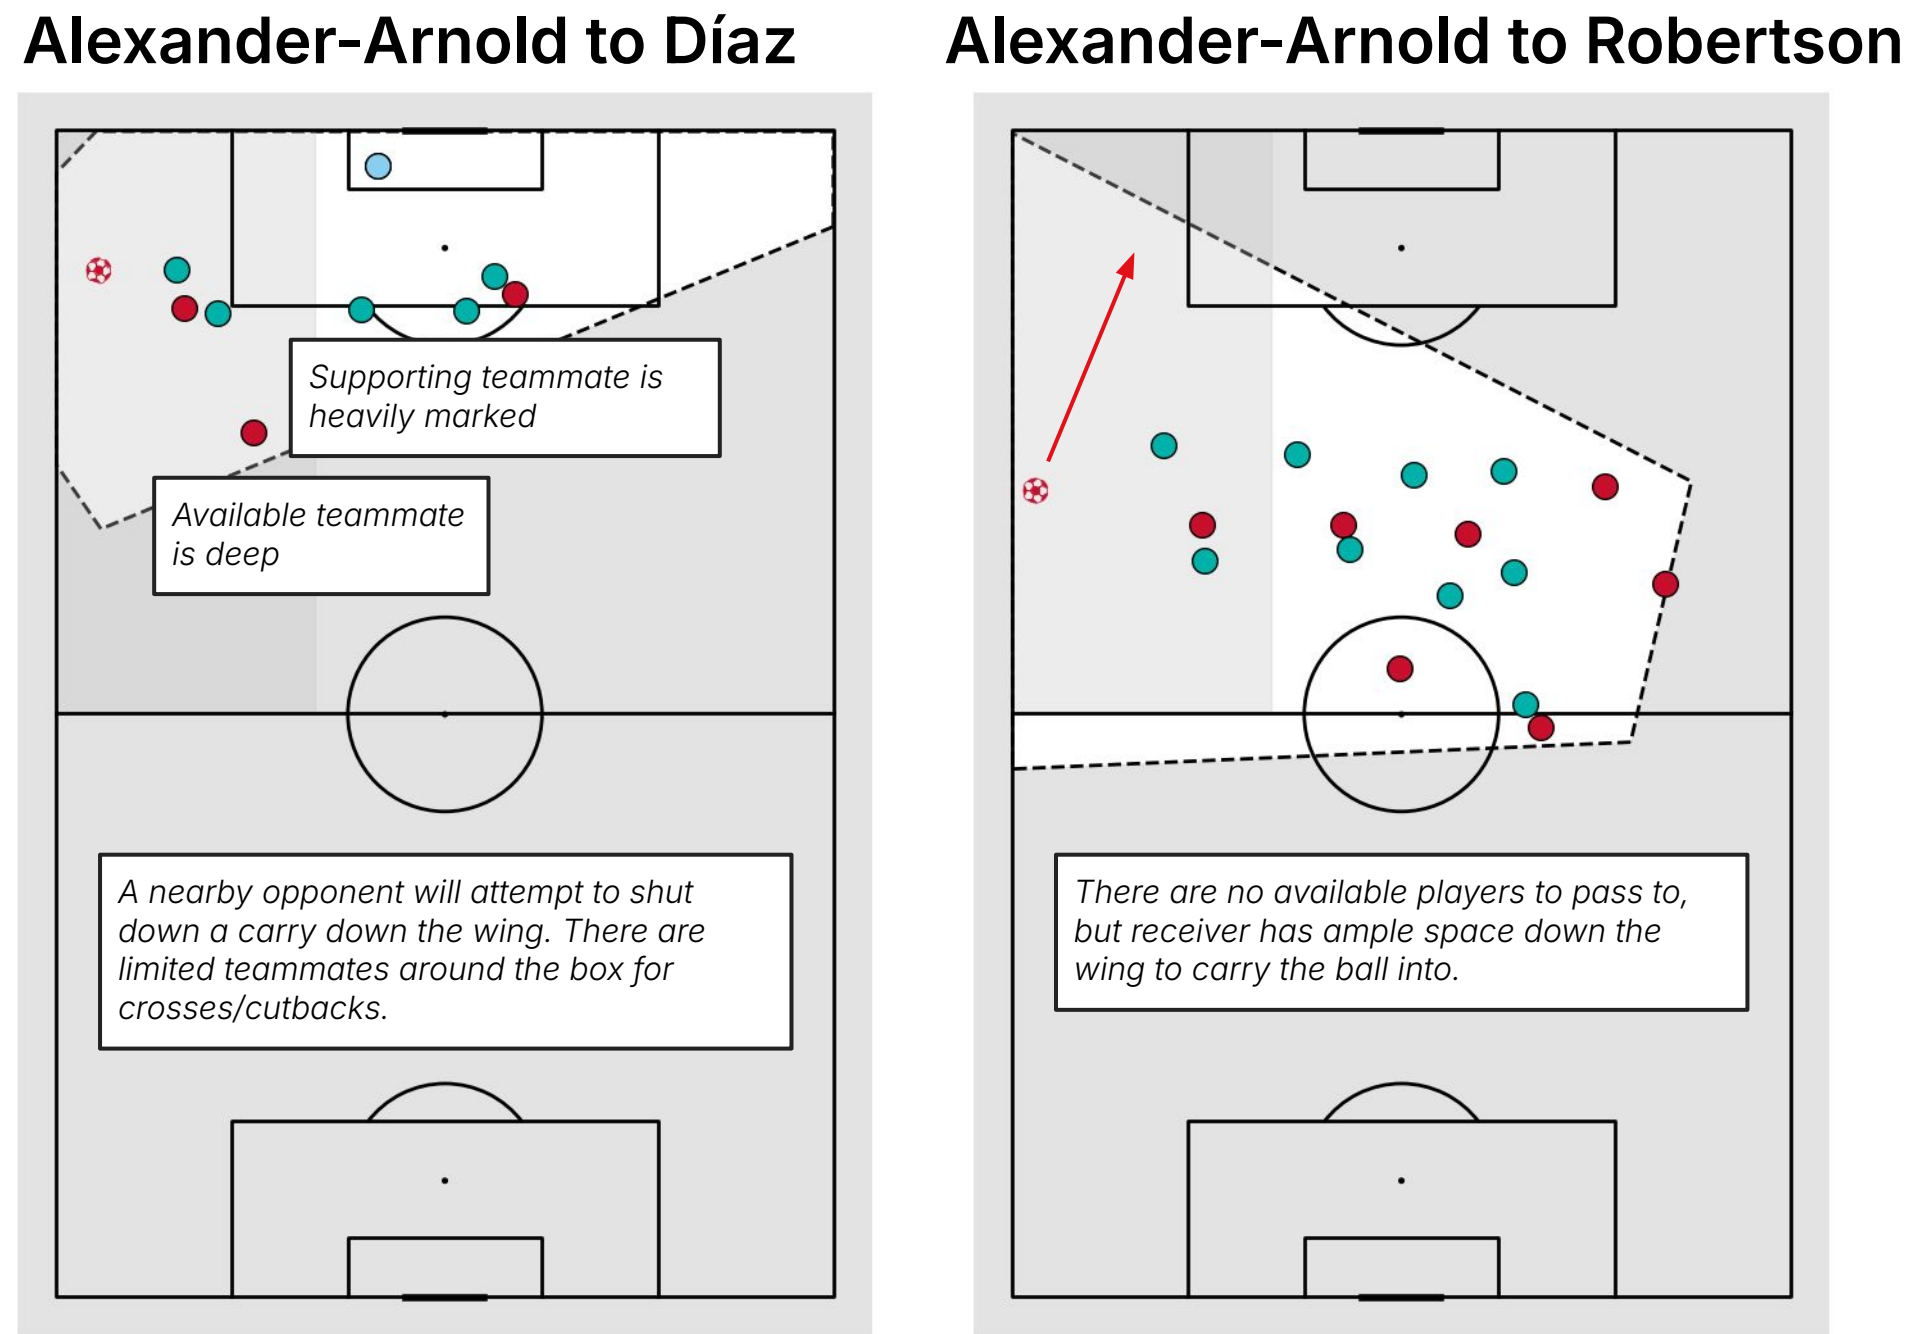 Alexander-Arnold to Díaz
Supporting teammate is
heavily marked
Available teammate
is deep
A nearby opponent will attempt to shut
down a carry down the wing. There are
limited teammates around the box for
crosses/cutbacks.
Alexander-Arnold to Robertson
There are no available players to pass to,
but receiver has ample space down the
wing to carry the ball into.